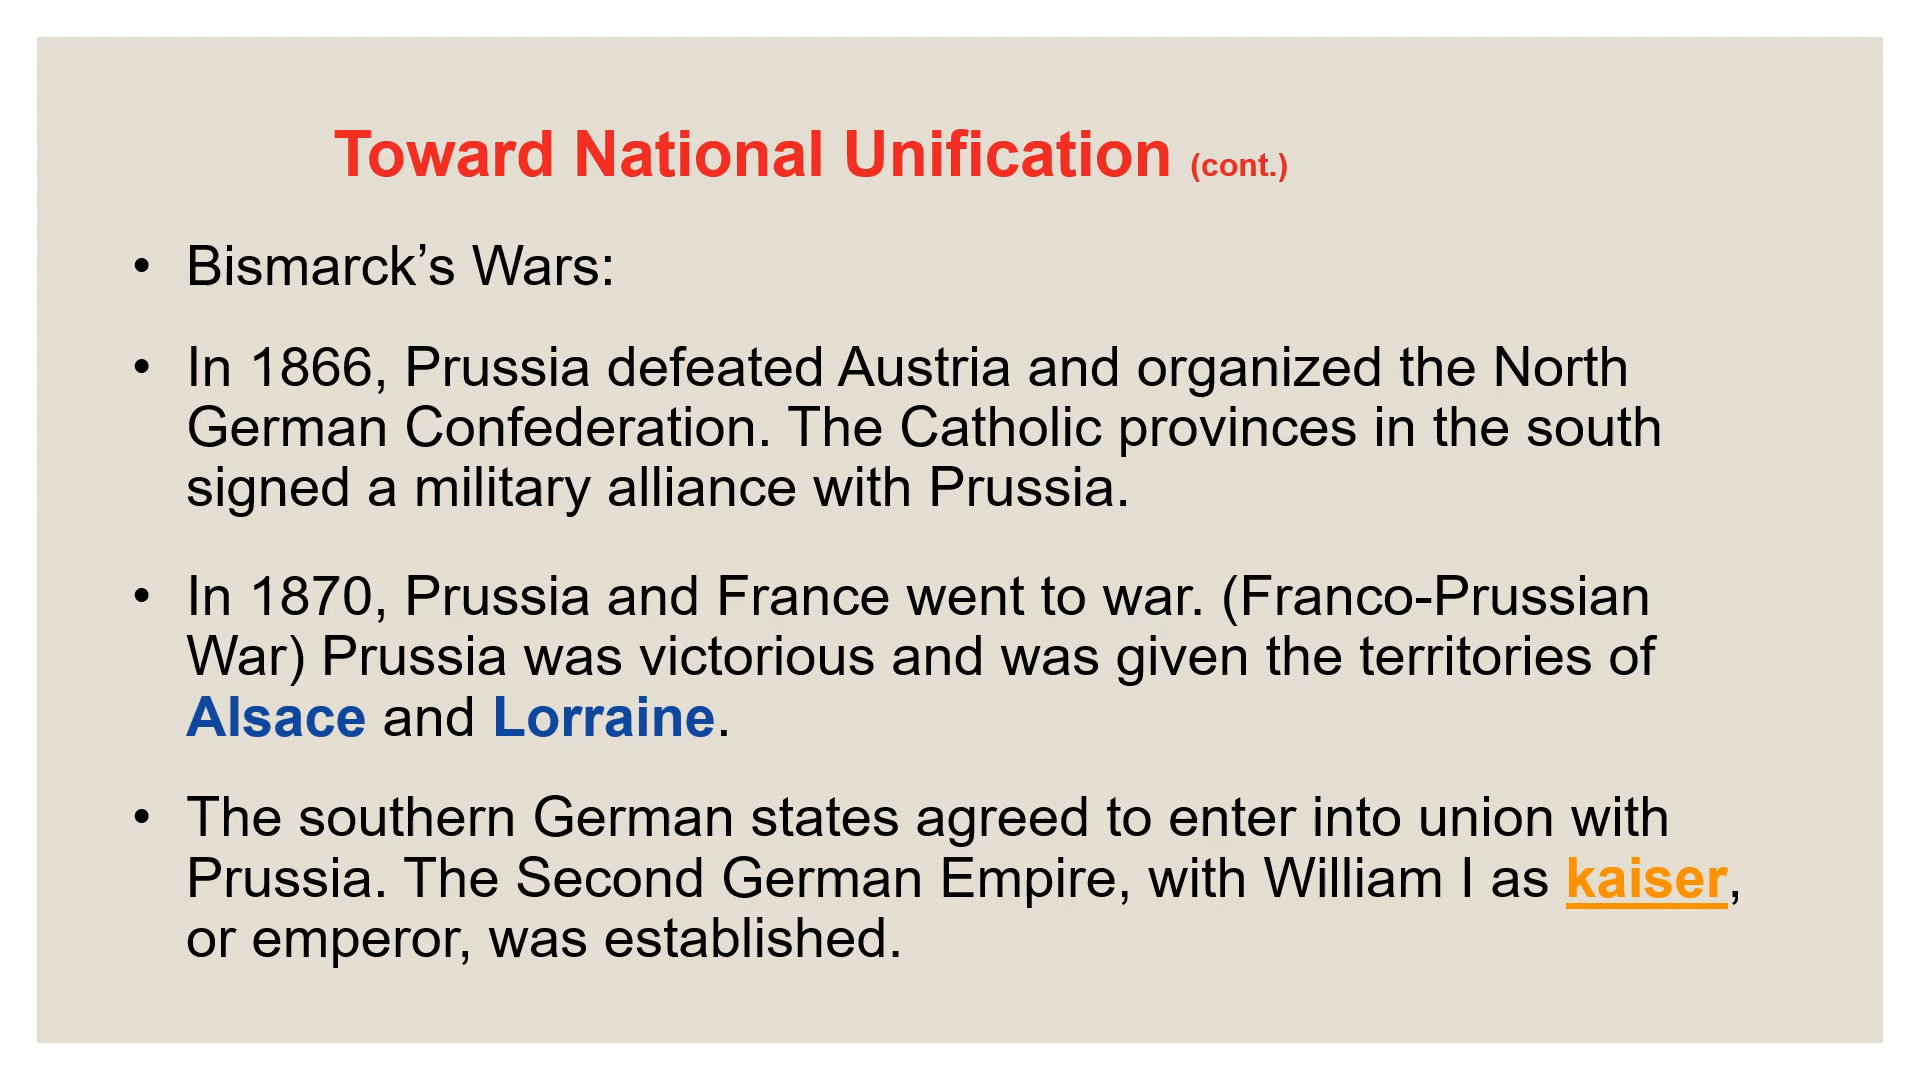 Toward National Unification (cont.)
• Bismarck’s Wars:
• In 1866, Prussia defeated Austria and organized the North
German Confederation. The Catholic provinces in the south
signed a military alliance with Prussia.
• In 1870, Prussia and France went to war. (Franco-Prussian
War) Prussia was victorious and was given the territories of
Alsace and Lorraine.
• The southern German states agreed to enter into union with
Prussia. The Second German Empire, with William I as kaiser,
or emperor, was established.